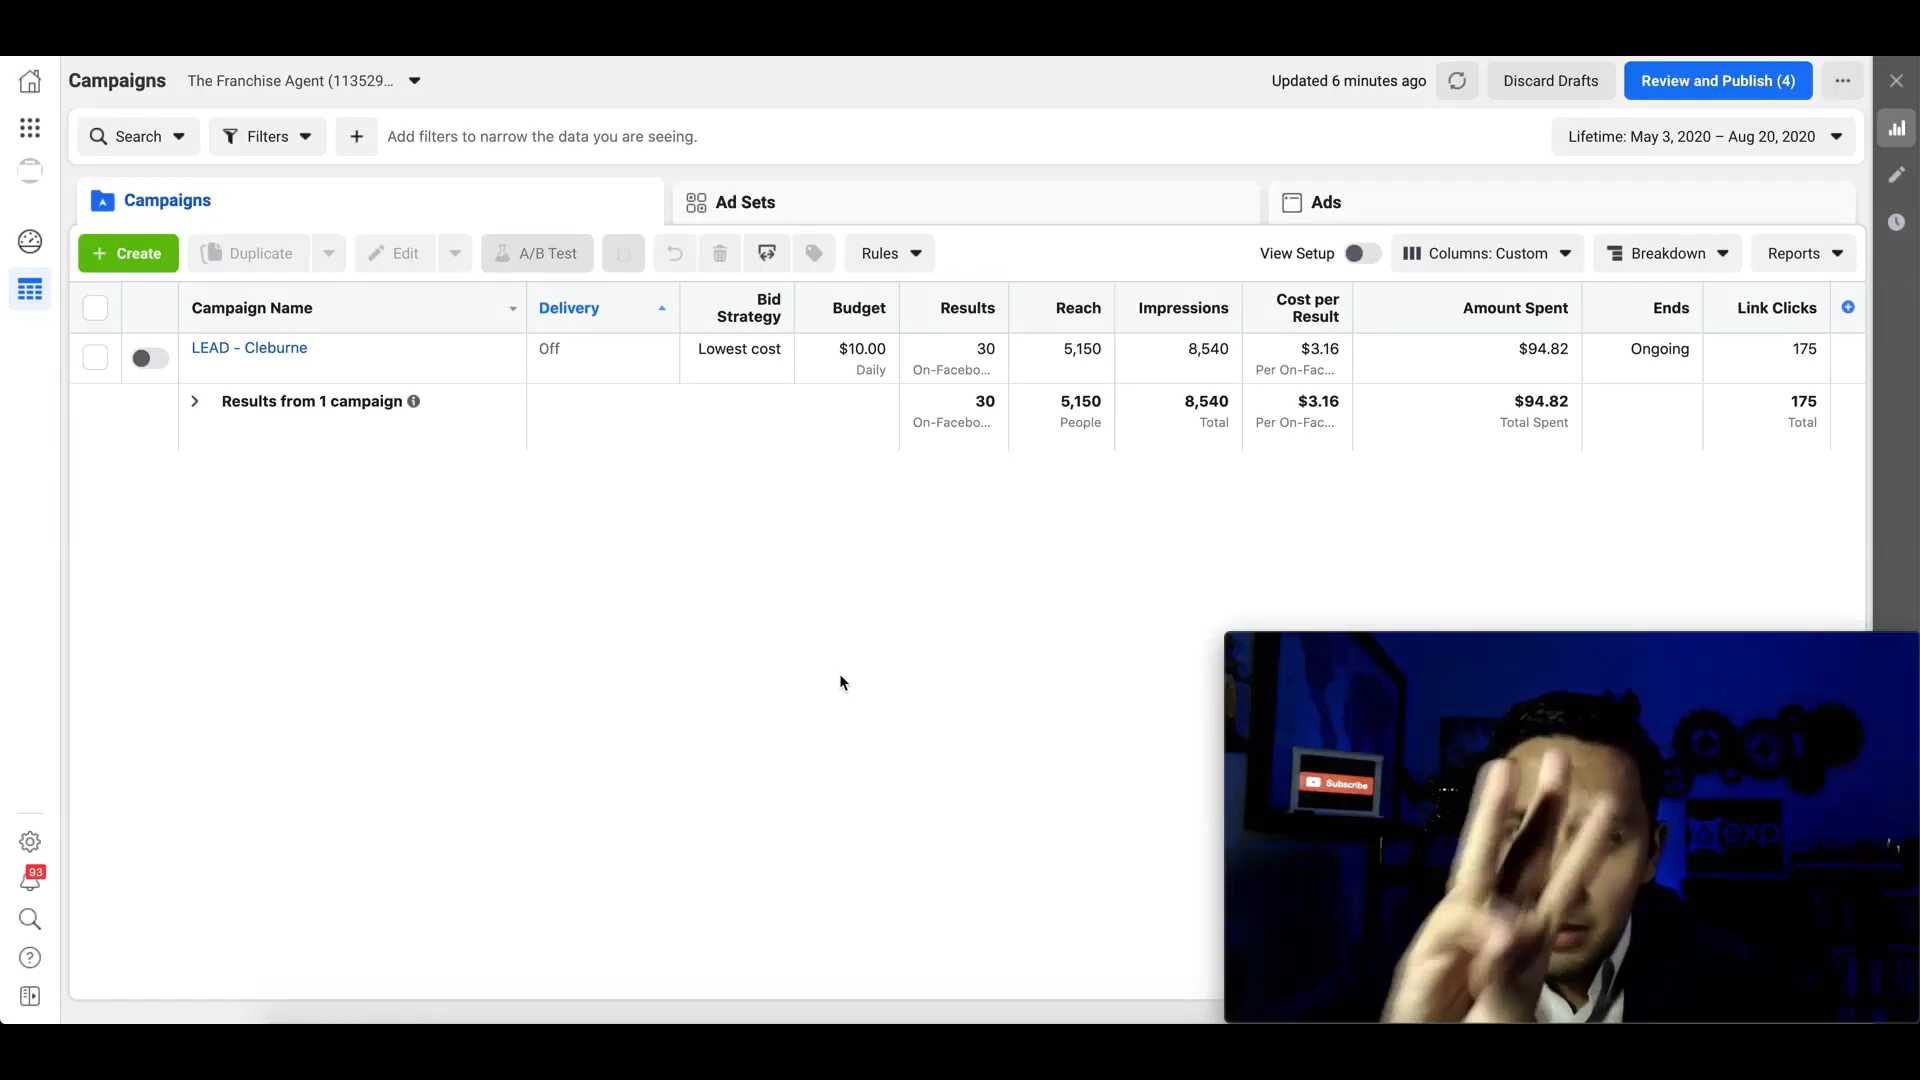 Campaigns The Franchise Agent (113529... Updated 6 minutes ago Discard Drafts Review and Publish (4)
Search Filters Add filters to narrow the data you are seeing. Lifetime: May 3, 2020 – Aug 20, 2020
Campaigns Ad Sets Ads
+ Create Duplicate Edit A/B Test Rules View Setup Columns: Custom Breakdown Reports
Campaign Name Delivery Bid Strategy Budget Results Reach Impressions Cost per Result Amount Spent Ends Link Clicks
LEAD - Cleburne Off Lowest cost $10.00 30 5,150 8,540 $3.16 $94.82 Ongoing 175
Daily On-Facebo... Per On-Fac...
Results from 1 campaign 30 5,150 8,540 $3.16 $94.82 175
On-Facebo... People Total Per On-Fac... Total Spent Total
Subscribe
exp
93